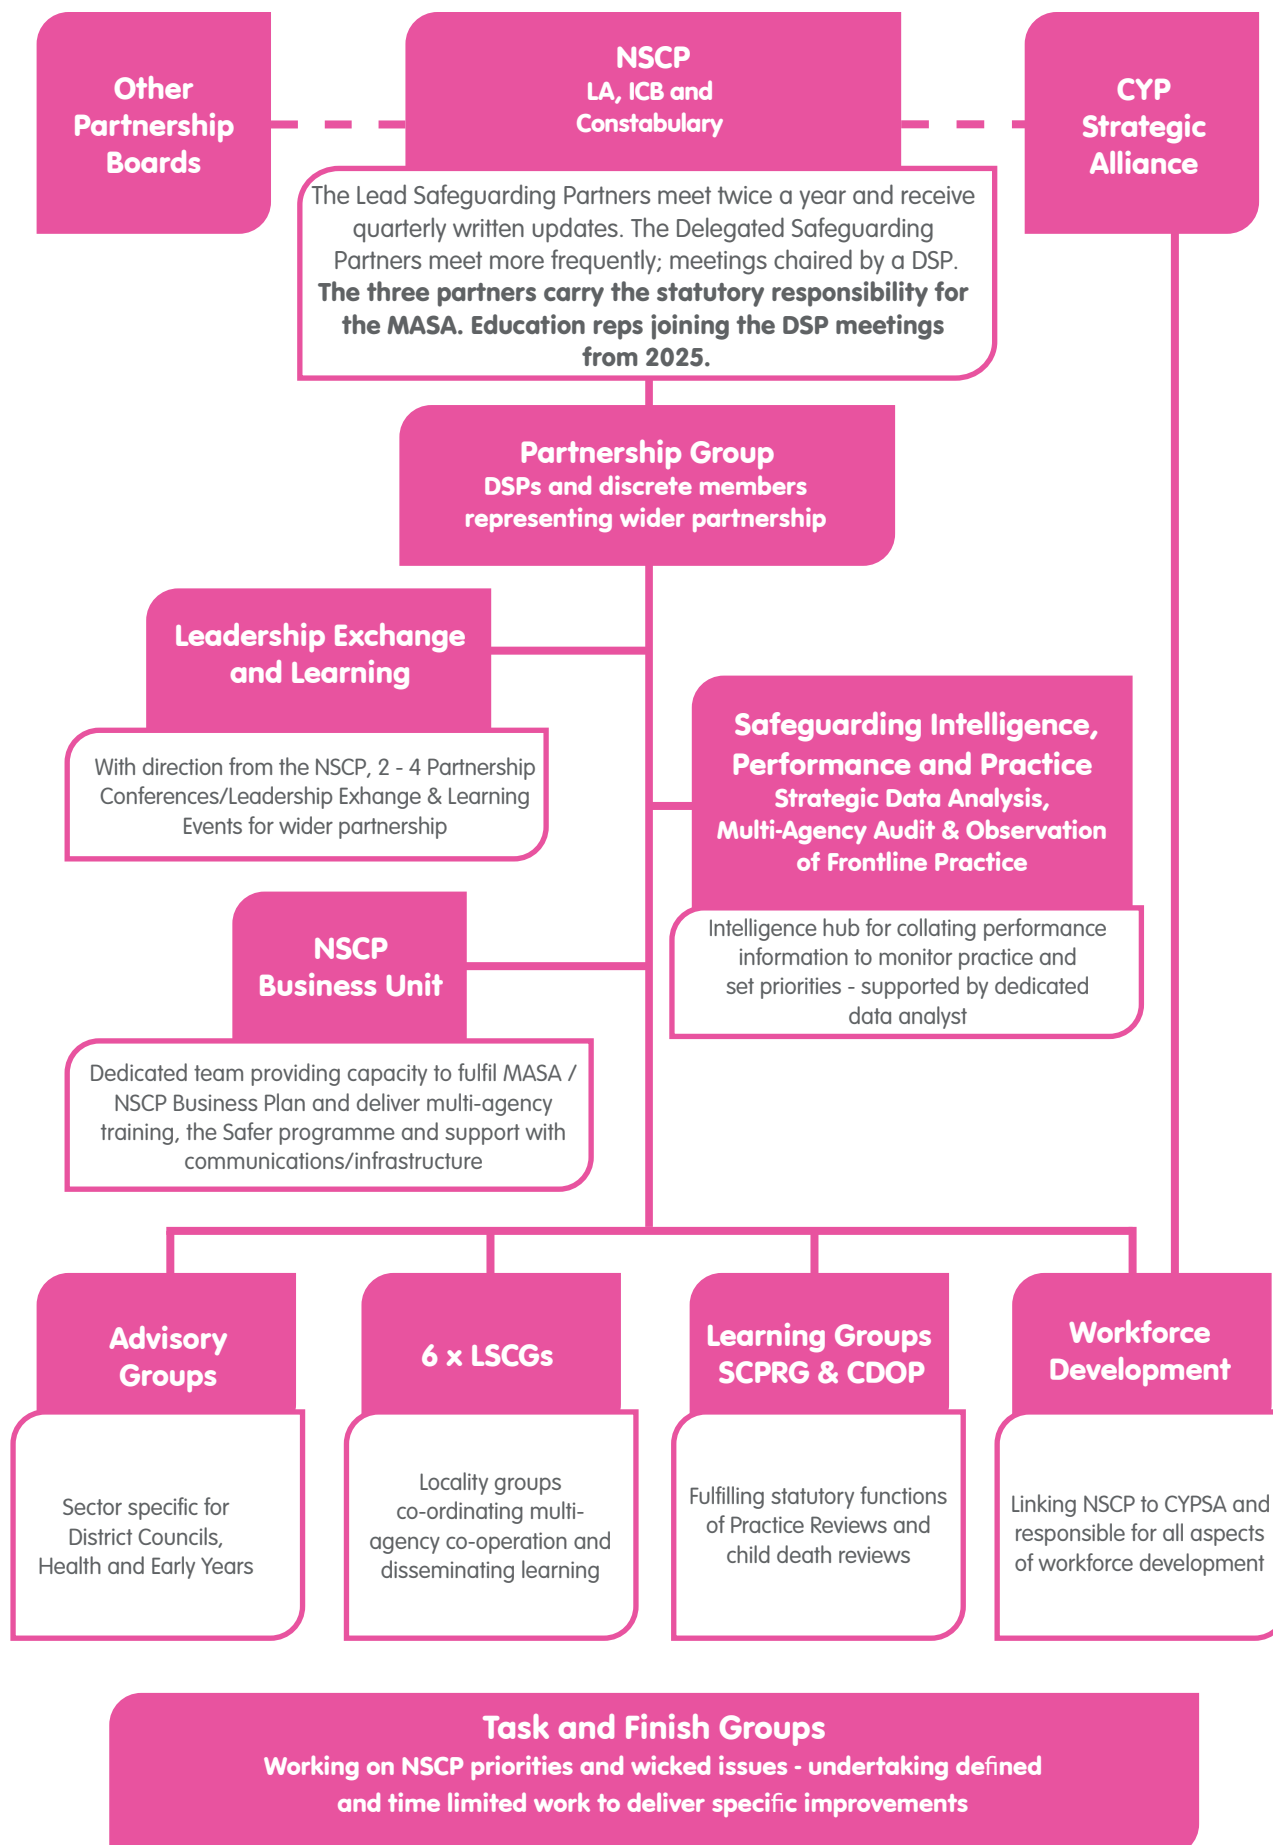 Other
Partnership
Boards
NSCP
LA, ICB and
Constabulary
CYP
Strategic
Alliance
The Lead Safeguarding Partners meet twice a year and receive
quarterly written updates. The Delegated Safeguarding
Partners meet more frequently; meetings chaired by a DSP.
The three partners carry the statutory responsibility for
the MASA. Education reps joining the DSP meetings
from 2025.
Partnership Group
DSPs and discrete members
representing wider partnership
Leadership Exchange
and Learning
With direction from the NSCP, 2 - 4 Partnership
Conferences/Leadership Exhange & Learning
Events for wider partnership
Safeguarding Intelligence,
Performance and Practice
Strategic Data Analysis,
Multi-Agency Audit & Observation
of Frontline Practice
Intelligence hub for collating performance
information to monitor practice and
set priorities - supported by dedicated
data analyst
NSCP
Business Unit
Dedicated team providing capacity to fulfil MASA /
NSCP Business Plan and deliver multi-agency
training, the Safer programme and support with
communications/infrastructure
Advisory
Groups
Sector specific for
District Councils,
Health and Early Years
6 x LSCGs
Locality groups
co-ordinating multi-
agency co-operation and
disseminating learning
Learning Groups
SCPRG & CDOP
Fulfilling statutory functions
of Practice Reviews and
child death reviews
Workforce
Development
Linking NSCP to CYPSA and
responsible for all aspects
of workforce development
Task and Finish Groups
Working on NSCP priorities and wicked issues - undertaking defined
and time limited work to deliver specific improvements